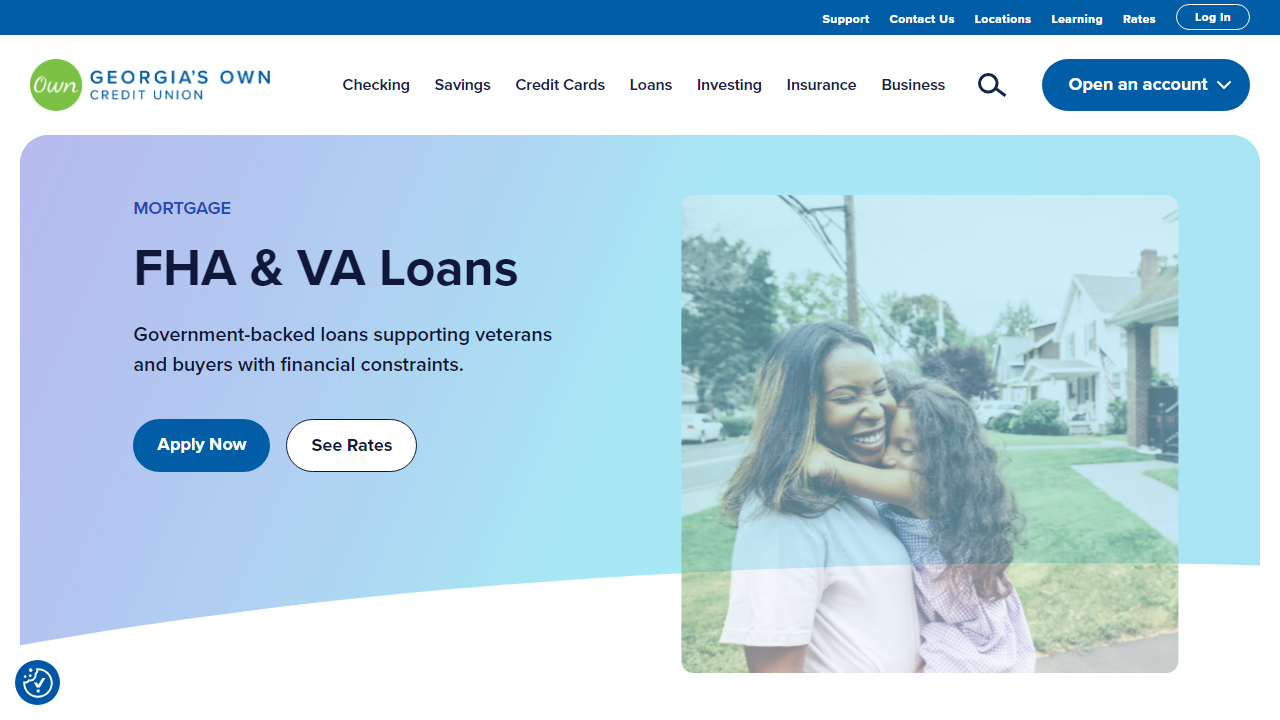 Support Contact Us Locations Learning Rates Log In
Own GEORGIA'S OWN
CREDIT UNION
Checking Savings Credit Cards Loans Investing Insurance Business Open an account
MORTGAGE
FHA & VA Loans
Government-backed loans supporting veterans
and buyers with financial constraints.
Apply Now See Rates